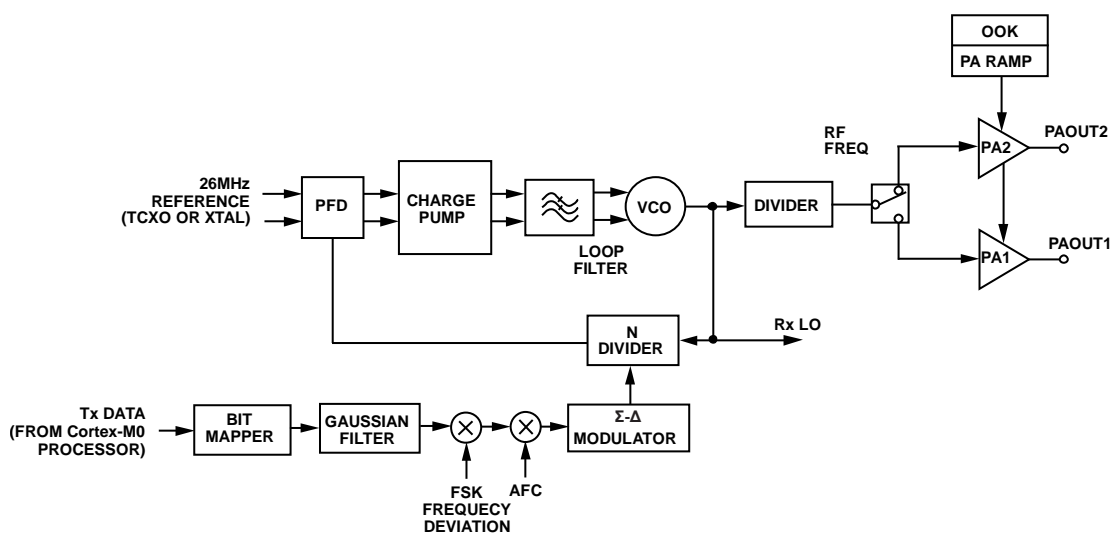 OOK
PA RAMP
RF
FREQ
PA2
PAOUT2
26MHz
REFERENCE
(TCXO OR XTAL)
PFD
CHARGE
PUMP
LOOP
FILTER
VCO
DIVIDER
PA1
PAOUT1
N
DIVIDER
Rx LO
Tx DATA
(FROM Cortex-M0
PROCESSOR)
BIT
MAPPER
GAUSSIAN
FILTER
FSK
FREQUECY
DEVIATION
AFC
Σ-Δ
MODULATOR